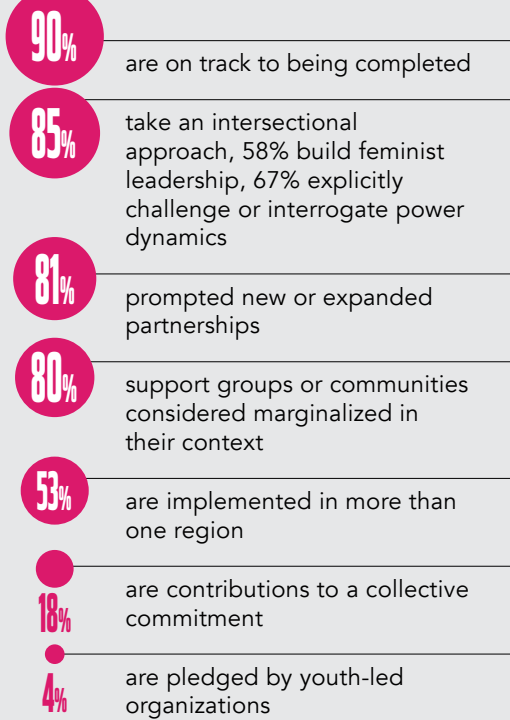 90%
are on track to being completed
85%
take an intersectional
approach, 58% build feminist
leadership, 67% explicitly
challenge or interrogate power
dynamics
81%
prompted new or expanded
partnerships
80%
support groups or communities
considered marginalized in
their context
53%
are implemented in more than
one region
18%
are contributions to a collective
commitment
4%
are pledged by youth-led
organizations